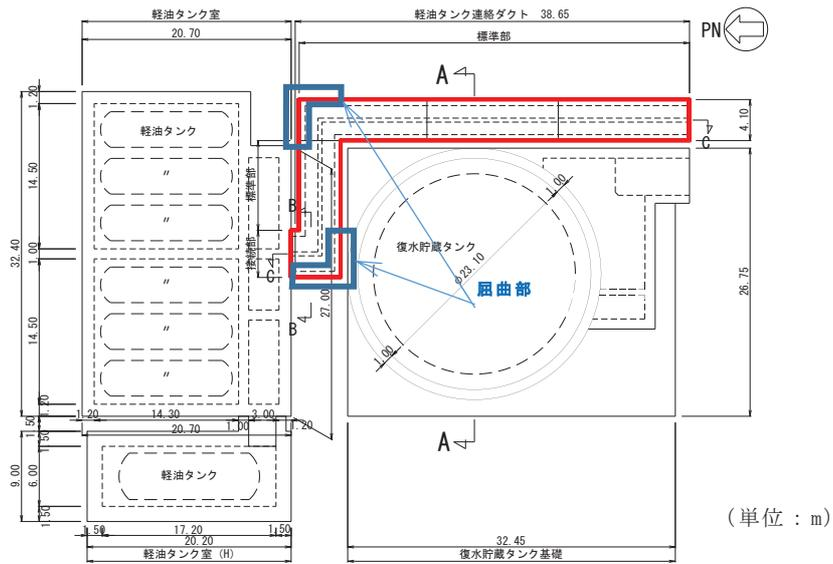 軽油タンク室
20.70
軽油タンク連絡ダクト 38.65
標準部
PN
A
1.20
4.10
C
軽油タンク
〃
〃
14.50
標準部
1.00
B
復水貯蔵タンク
32.40
1.00
接続部
C
φ23.10
屈曲部
26.75
27.00
〃
〃
〃
14.50
B
1.00
1.20
1.20
14.30
3.00
1.00
1.20
20.70
A
1.50
1.50
9.00
6.00
軽油タンク
1.50
(単位:m)
1.50
17.20
1.50
20.20
軽油タンク室(H)
32.45
復水貯蔵タンク基礎